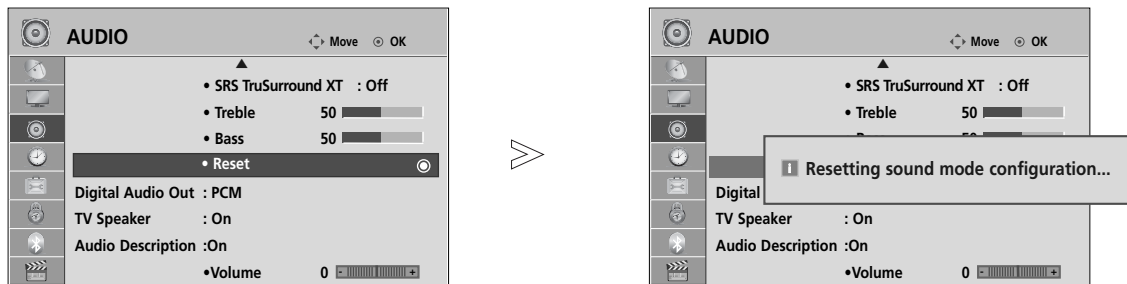 AUDIO Move OK
• SRS TruSurround XT : Off
• Treble 50
• Bass 50
• Reset
Digital Audio Out : PCM
TV Speaker : On
Audio Description :On
•Volume 0 - +
AUDIO Move OK
• SRS TruSurround XT : Off
• Treble 50
i Resetting sound mode configuration...
Digital
TV Speaker : On
Audio Description :On
•Volume 0 - +